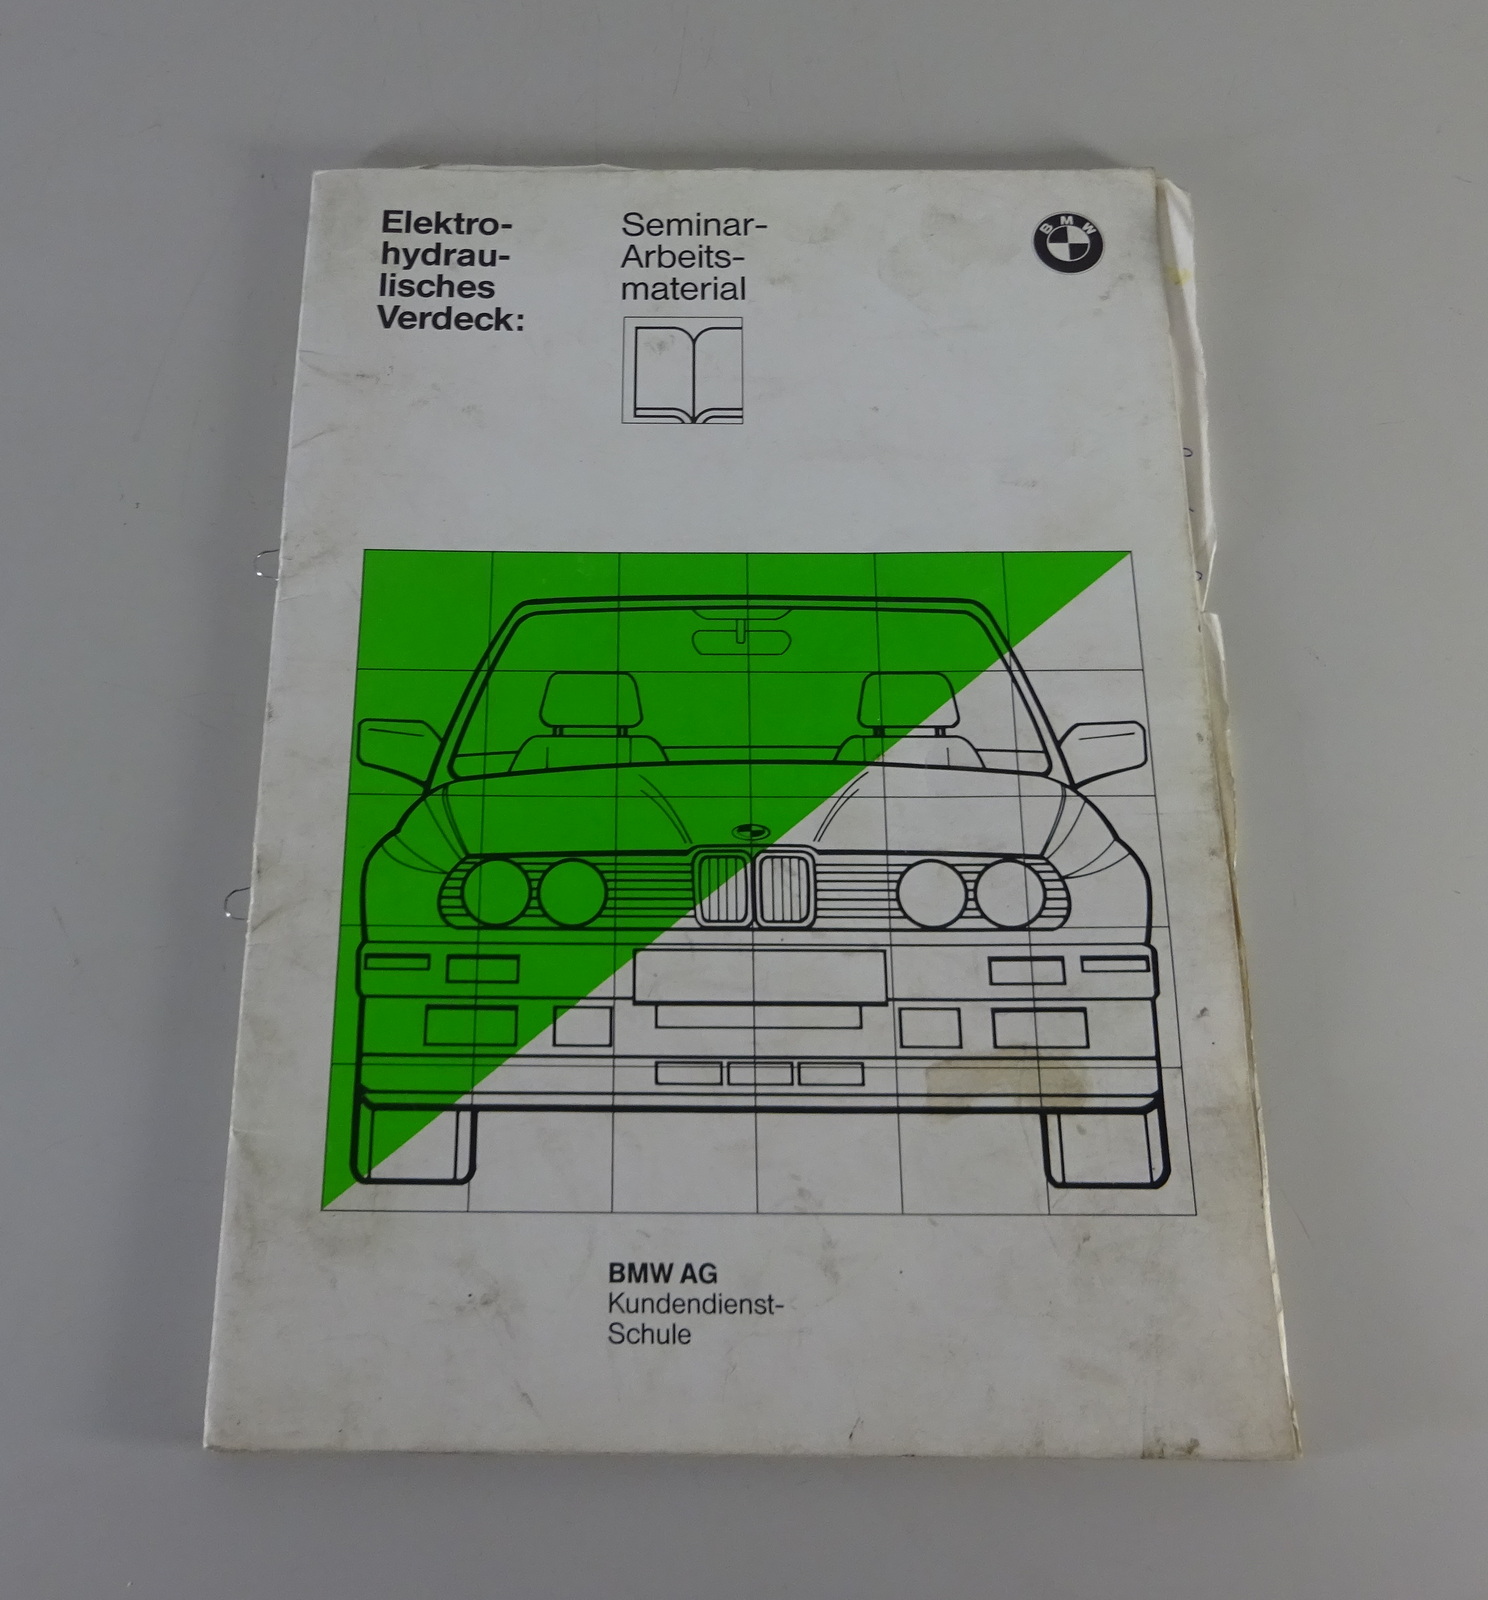 Elektro-
hydrau-
lisches
Verdeck:
Seminar-
Arbeits-
material
BMW
BMW AG
Kundendienst-
Schule